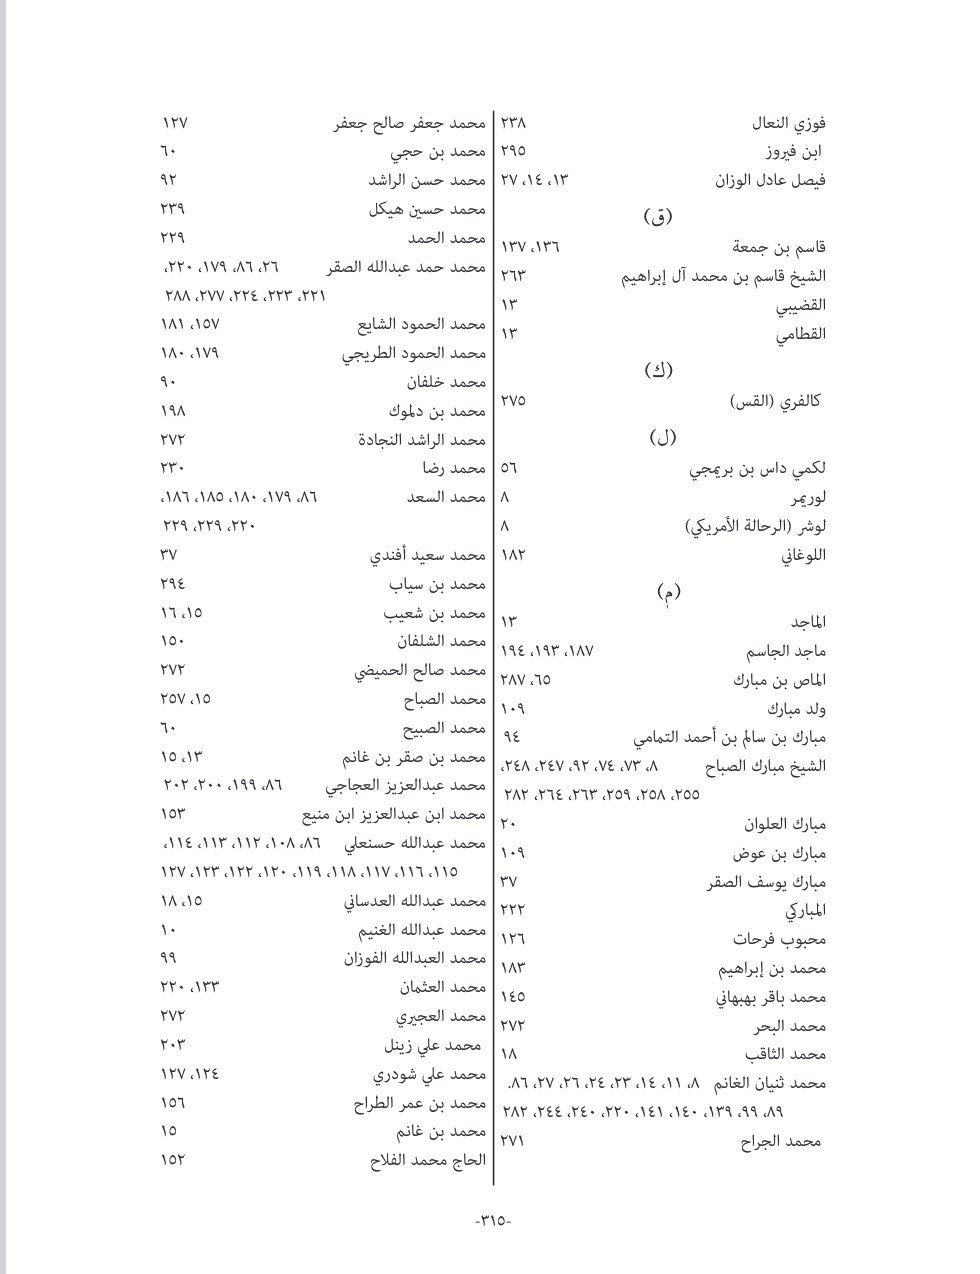 فوزي النعال ٢٣٨
ابن فيروز ٢٩٥
فيصل عادل الوزان ١٣، ١٤، ٢٧
(ق)
قاسم بن جمعة ١٣٦، ١٣٧
الشيخ قاسم بن محمد آل إبراهيم ٢٦٣
القضيبي ١٣
القطامي ١٣
(ك)
كالفري (القس) ٢٧٥
(ل)
لكمي داس بن بريمجي ٥٦
لوريمر ٨
لوشر (الرحالة الأمريكي) ٨
اللوغاني ١٨٢
(م)
الماجد ١٣
ماجد الجاسم ١٨٧، ١٩٣، ١٩٤
الماص بن مبارك ٦٥، ٢٨٧
ولد مبارك ١٠٩
مبارك بن سالم بن أحمد التمامي ٩٤
الشيخ مبارك الصباح ٨، ٧٣، ٧٤، ٩٢، ٢٤٧، ٢٤٨،
٢٥٥، ٢٥٨، ٢٥٩، ٢٦٣، ٢٦٤، ٢٨٢
مبارك العلوان ٢٠
مبارك بن عوض ١٠٩
مبارك يوسف الصقر ٣٧
المباركي ٢٢٢
محبوب فرحات ١٢٦
محمد بن إبراهيم ١٨٣
محمد باقر بهبهاني ١٤٥
محمد البحر ٢٧٢
محمد الثاقب ١٨
محمد ثنيان الغانم ٨، ١١، ١٤، ٢٣، ٢٤، ٢٦، ٢٧، ٨٦.
٨٩، ٩٩، ١٣٩، ١٤٠، ١٤١، ٢٢٠، ٢٤٠، ٢٤٤، ٢٨٢
محمد الجراح ٢٧١
محمد جعفر صالح جعفر ١٢٧
محمد بن حجي ٦٠
محمد حسن الراشد ٩٢
محمد حسين هيكل ٢٣٩
محمد الحمد ٢٢٩
محمد حمد عبدالله الصقر ٢٦، ٨٦، ١٧٩، ٢٢٠،
٢٢١، ٢٢٣، ٢٢٤، ٢٧٧، ٢٨٨
محمد الحمود الشايع ١٥٧، ١٨١
محمد الحمود الطريجي ١٧٩، ١٨٠
محمد خلفان ٩٠
محمد بن دلموك ١٩٨
محمد الراشد النجادة ٢٧٢
محمد رضا ٢٣٠
محمد السعد ٨٦، ١٧٩، ١٨٠، ١٨٥، ١٨٦،
٢٢٠، ٢٢٩، ٢٢٩
محمد سعيد أفندي ٣٧
محمد بن سياب ٢٩٤
محمد بن شعيب ١٥، ١٦
محمد الشلفان ١٥٠
محمد صالح الحميضي ٢٧٢
محمد الصباح ١٥، ٢٥٧
محمد الصبيح ٦٠
محمد بن صقر بن غانم ١٣، ١٥
محمد عبدالعزيز العجاجي ٨٦، ١٩٩، ٢٠٠، ٢٠٢
محمد ابن عبدالعزيز ابن منيع ١٥٣
محمد عبدالله حسنعلي ٨٦، ١٠٨، ١١٢، ١١٣، ١١٤،
١١٥، ١١٦، ١١٧، ١١٨، ١١٩، ١٢٠، ١٢٢، ١٢٣، ١٢٧
محمد عبدالله العدساني ١٥، ١٨
محمد عبدالله الغنيم ١٠
محمد العبدالله الفوزان ٩٩
محمد العثمان ١٣٣، ٢٢٠
محمد العجيري ٢٧٢
محمد علي زينل ٢٠٣
محمد علي شودري ١٢٤، ١٢٧
محمد بن عمر الطراح ١٥٦
محمد بن غانم ١٥
الحاج محمد الفلاح ١٥٢
-٣١٥-